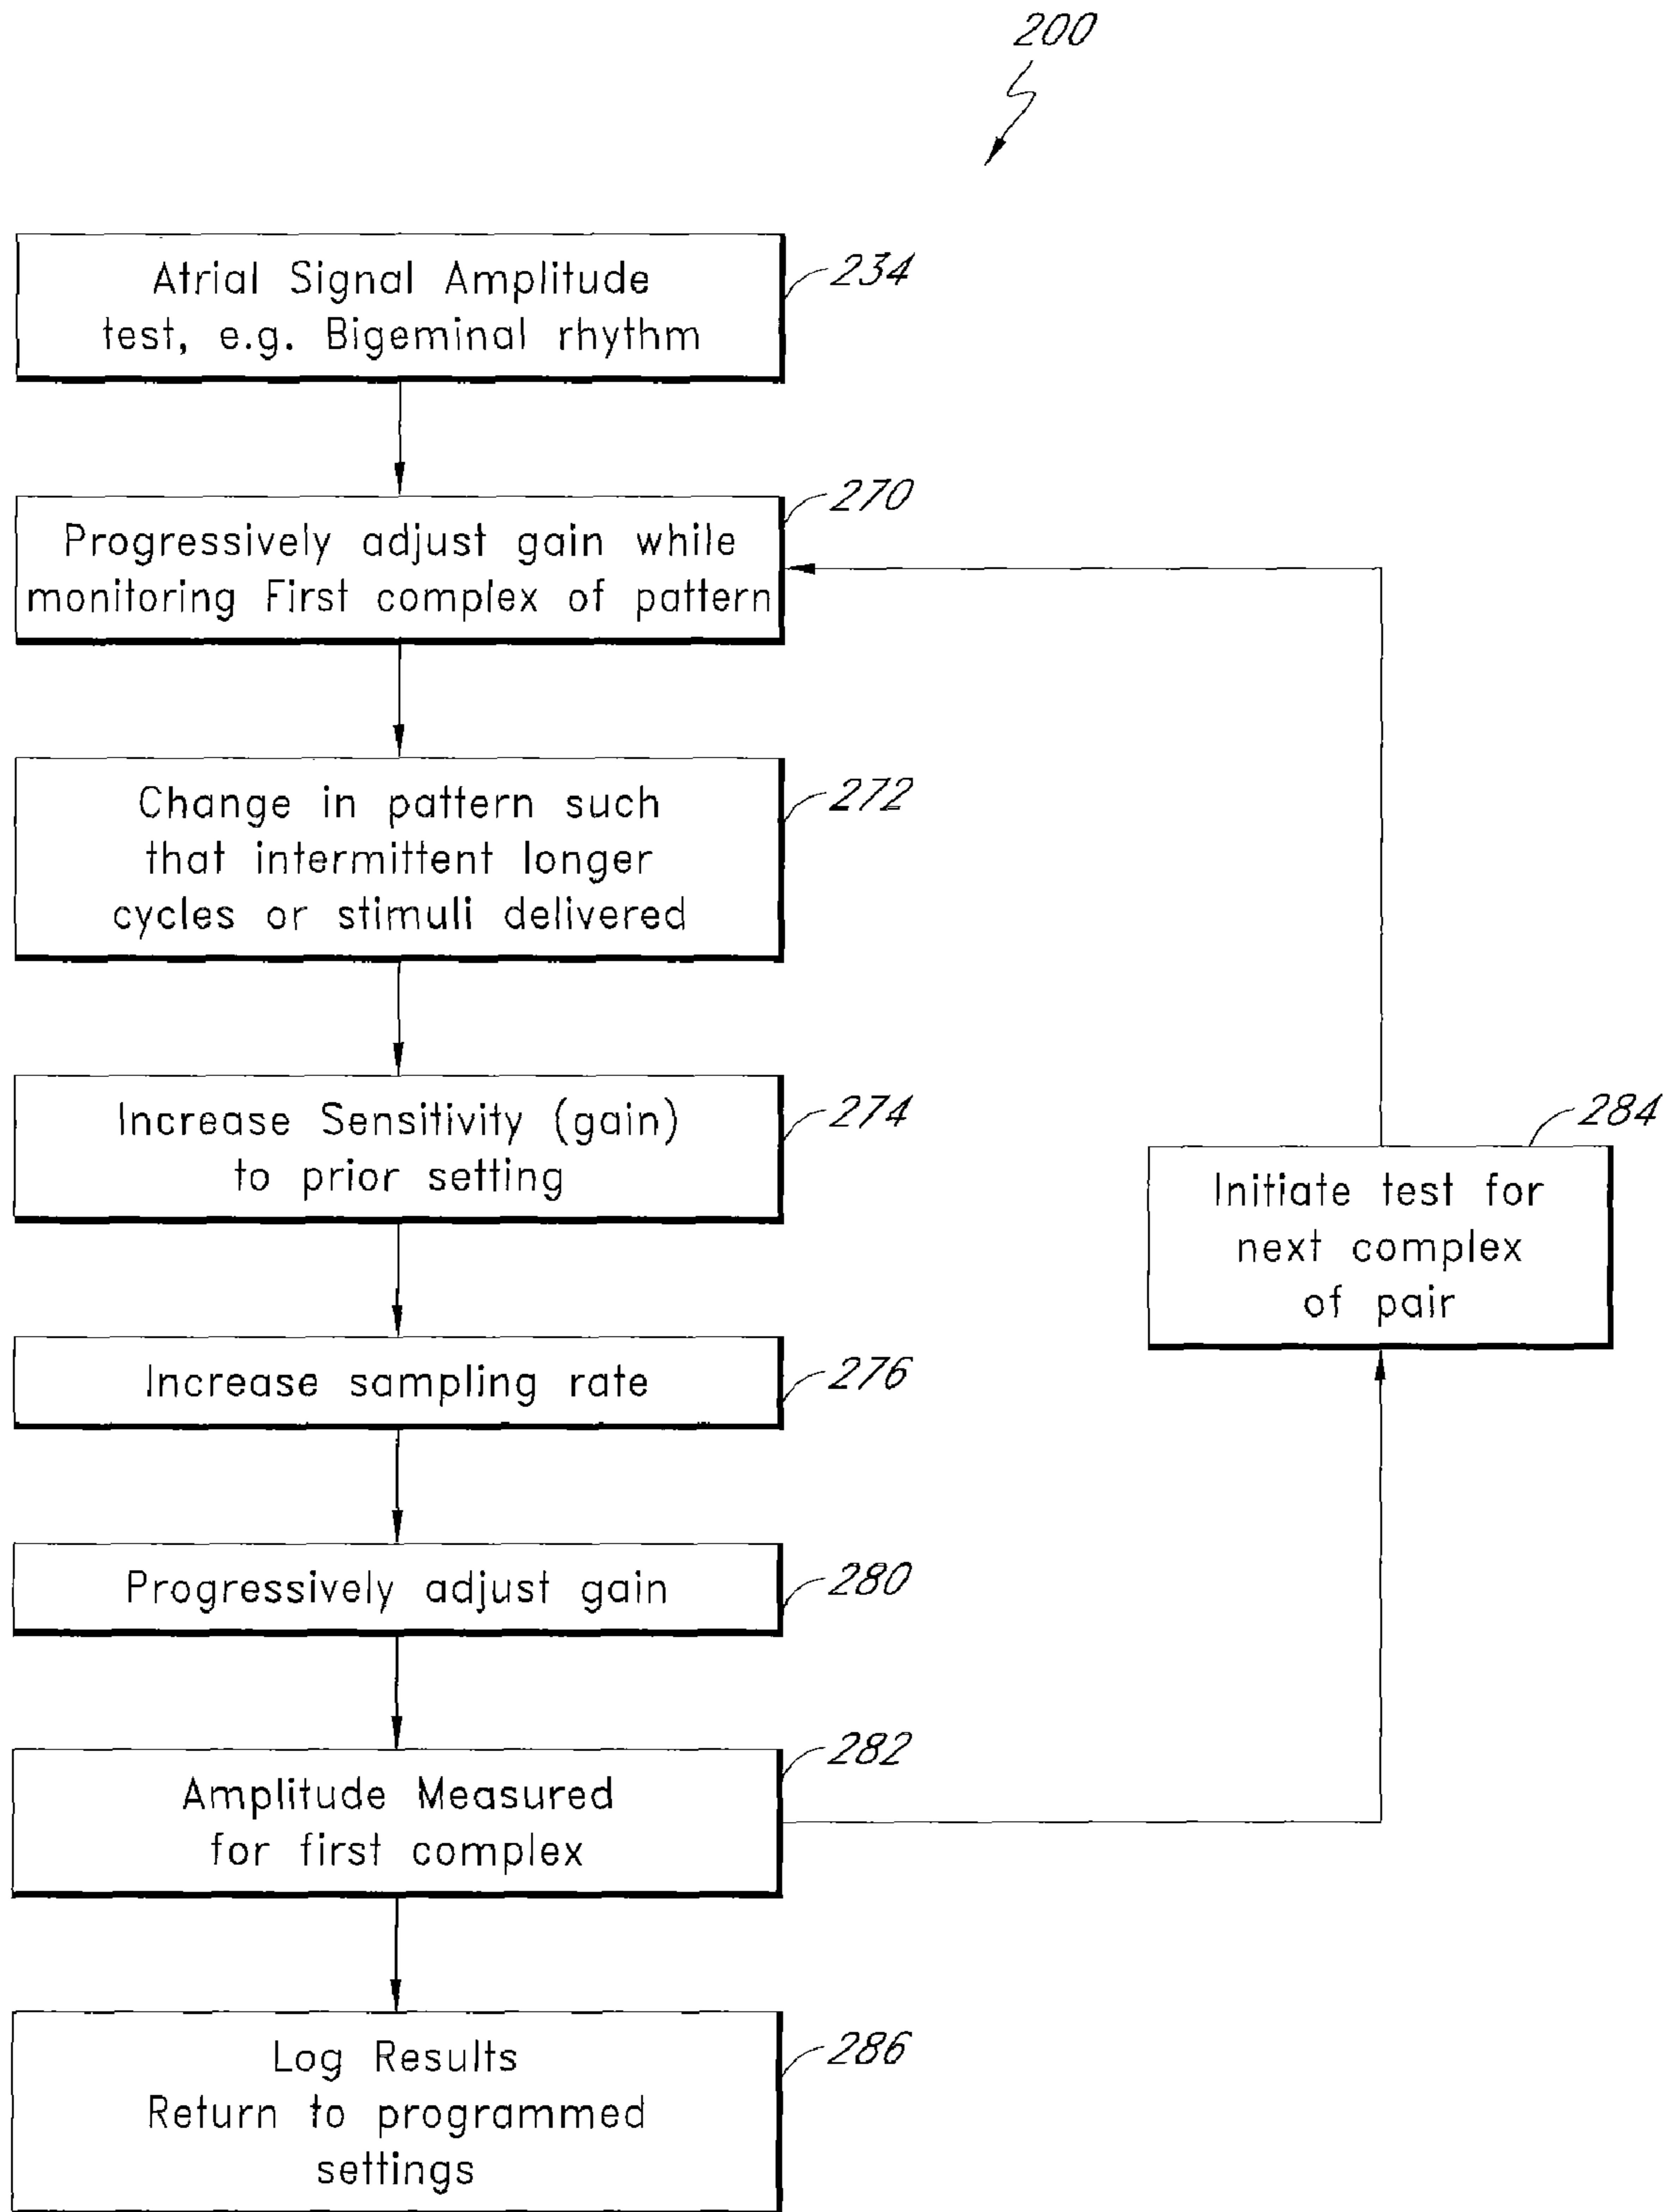 200
Atrial Signal Amplitude
test, e.g. Bigeminal rhythm
234
Progressively adjust gain while
monitoring First complex of pattern
270
Change in pattern such
that intermittent longer
cycles or stimuli delivered
272
Increase Sensitivity (gain)
to prior setting
274
Increase sampling rate
276
Progressively adjust gain
280
Amplitude Measured
for first complex
282
Initiate test for
next complex
of pair
284
Log Results
Return to programmed
settings
286